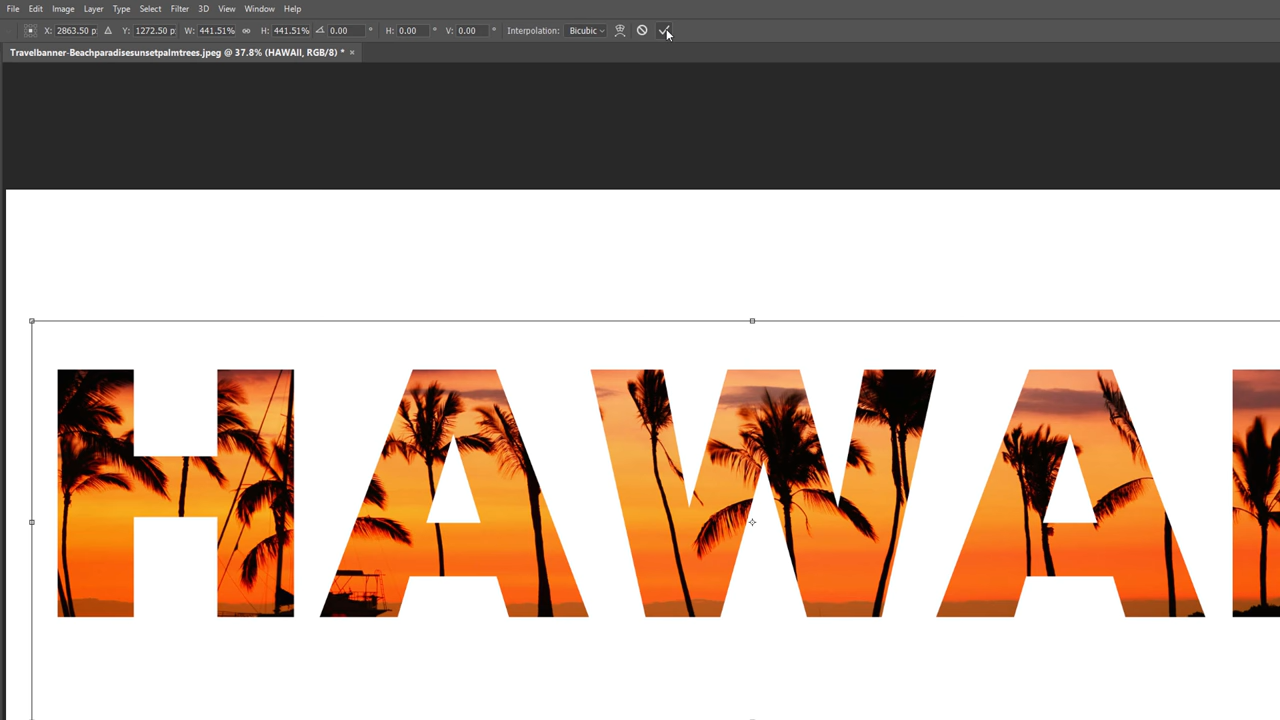 File Edit Image Layer Type Select Filter 3D View Window Help
X: 2863.50 p Y: 1272.50 p W: 441.51% H: 441.51% 0.00 ° H: 0.00 ° V: 0.00 ° Interpolation: Bicubic
Travelbanner-Beachparadisesunsetpalmtrees.jpeg @ 37.8% (HAWAII, RGB/8) * ×
HAWA